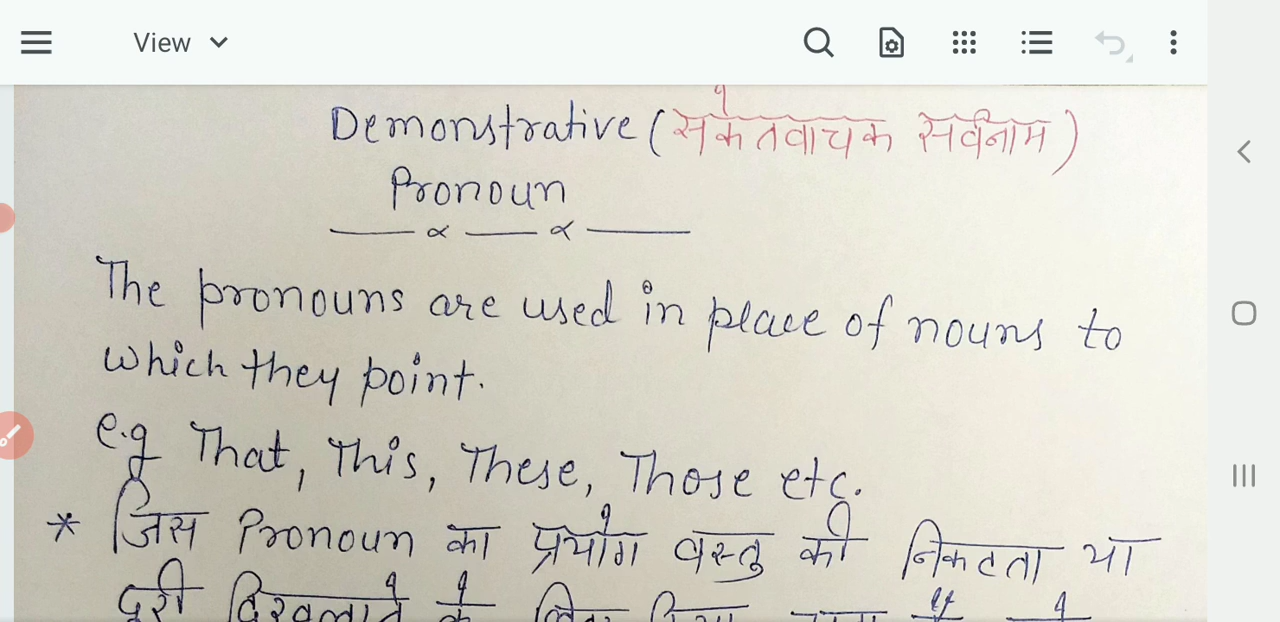 View
Demonstrative (संकेतवाचक सर्वनाम)
Pronoun
The pronouns are used in place of nouns to
which they point.
e.g That, This, These, Those etc.
* जिस Pronoun का प्रयोग वस्तु की निकटता या
दूरी दिखलाने के लिए किया